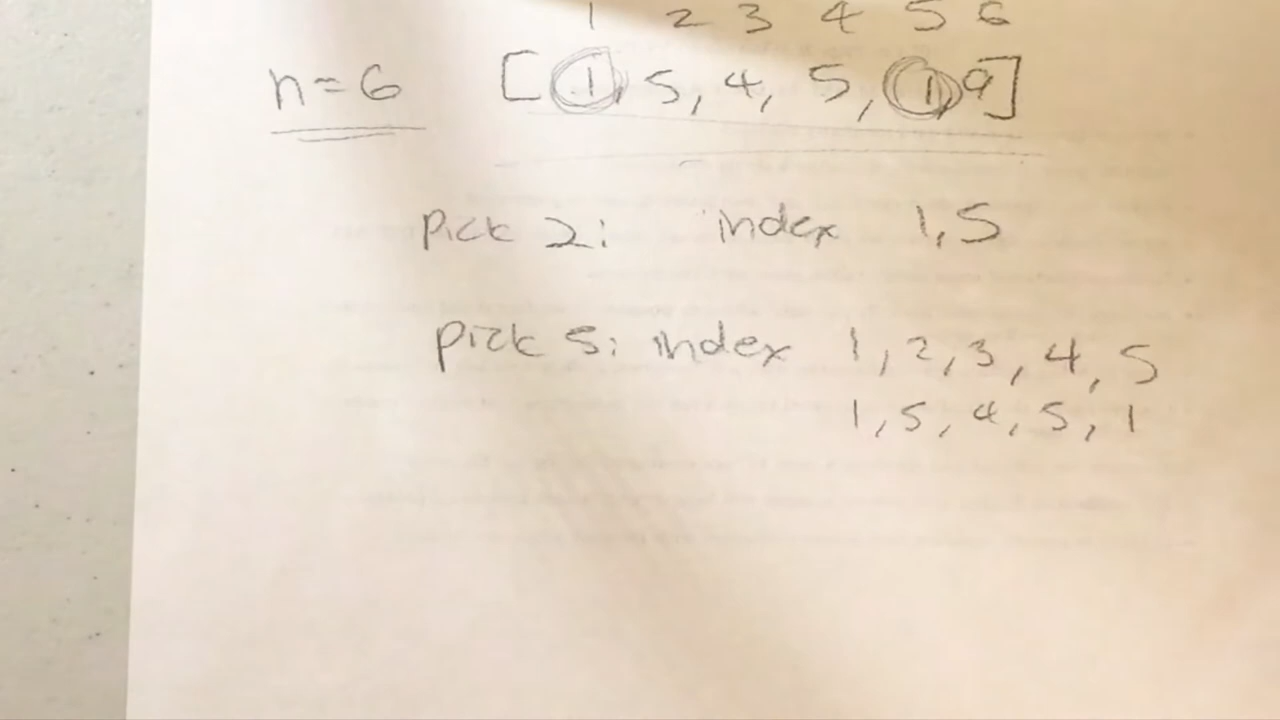 1 2 3 4 5 6
n=6 [1, 5, 4, 5, 1, 9]
pick 2: index 1,5
pick 5: index 1, 2, 3, 4, 5
1, 5, 4, 5, 1